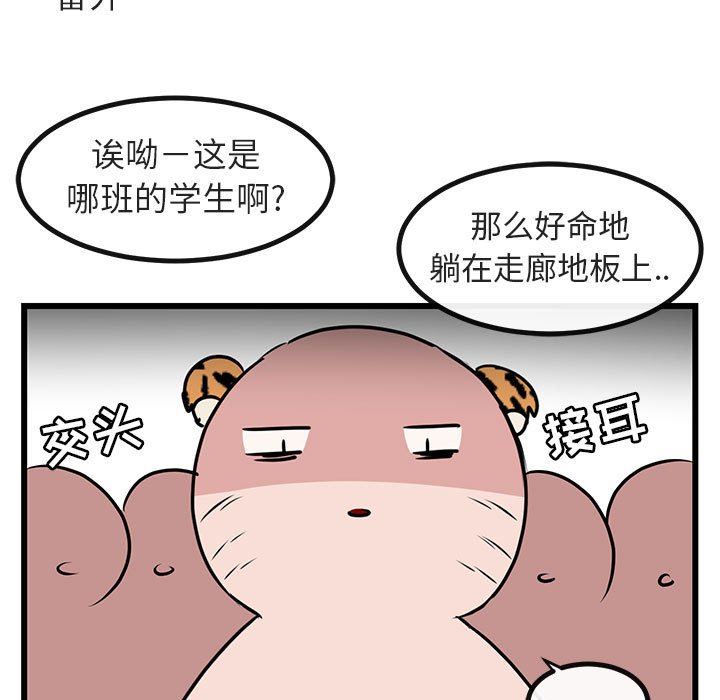 诶呦－这是
哪班的学生啊?
那么好命地
躺在走廊地板上..
交头
接耳